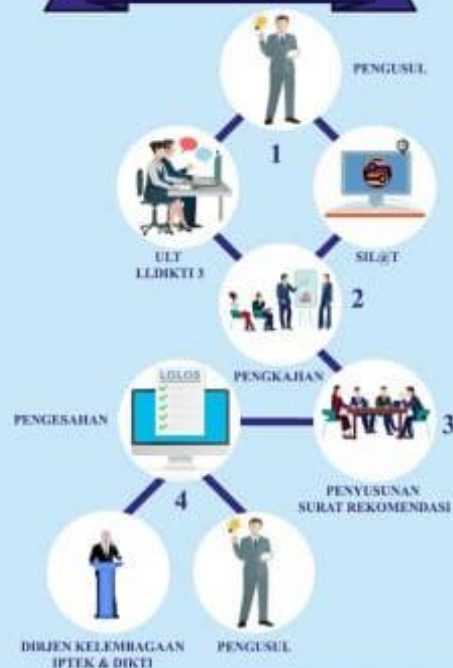 PENGUSUL
1
ULT
LLDIKTI 3
SIL@T
2
PENGKAJIAN
LOLOS
PENGESAHAN
3
PENYUSUNAN
SURAT REKOMENDASI
4
DIRJEN KELEMBAGAAN
IPTEK & DIKTI
PENGUSUL